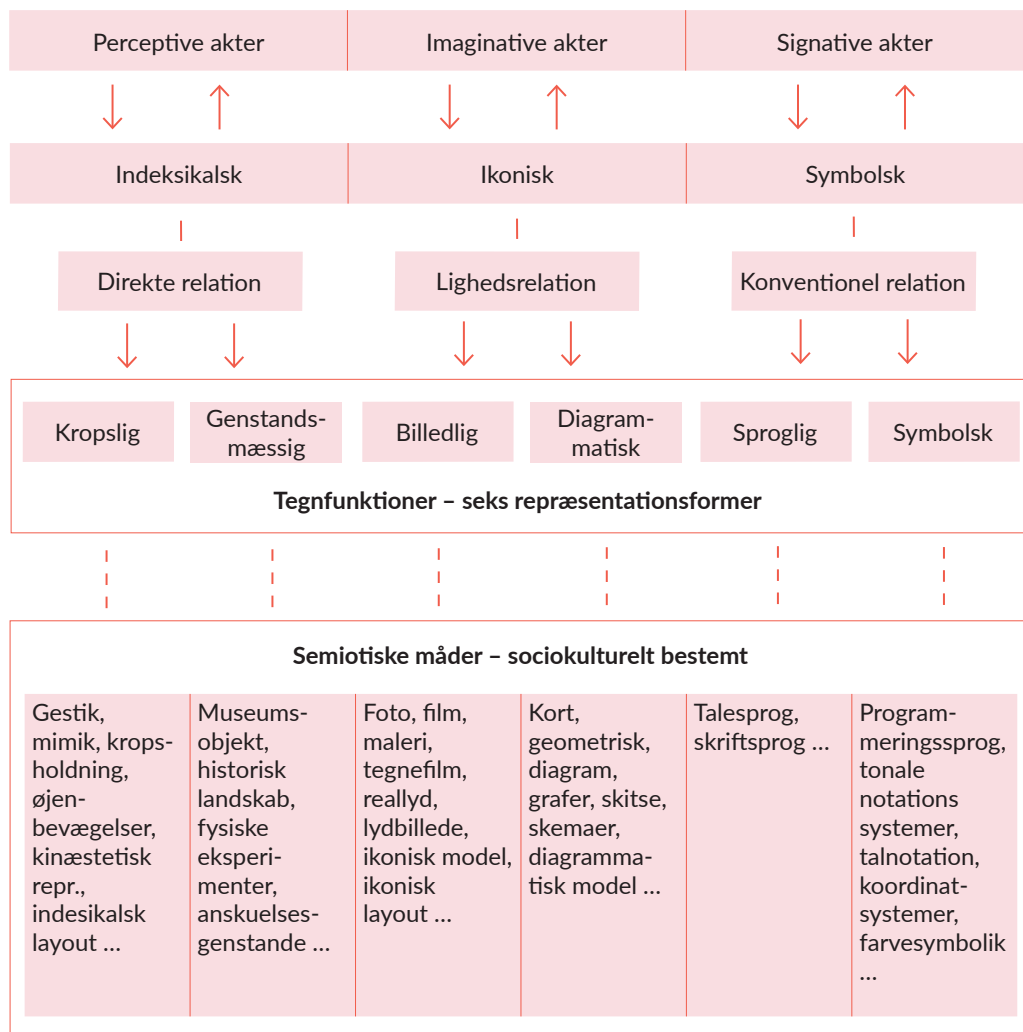 Perceptive akter
Imaginative akter
Signative akter
Indeksikalsk
Ikonisk
Symbolsk
Direkte relation
Lighedsrelation
Konventionel relation
Kropslig
Genstands-
mæssig
Billedlig
Diagram-
matisk
Sproglig
Symbolsk
Tegnfunktioner – seks repræsentationsformer
Semiotiske måder – sociokulturelt bestemt
Gestik,
mimik, krops-
holdning,
øjen-
bevægelser,
kinæstetisk
repr.,
indesikalsk
layout ...
Museums-
objekt,
historisk
landskab,
fysiske
eksperi-
menter,
anskuelses-
genstande ...
Foto, film,
maleri,
tegnefilm,
reallyd,
lydbillede,
ikonisk model,
ikonisk
layout ...
Kort,
geometrisk,
diagram,
grafer, skitse,
skemaer,
diagramma-
tisk model ...
Talesprog,
skriftsprog ...
Program-
meringssprog,
tonale
notations
systemer,
talnotation,
koordinat-
systemer,
farvesymbolik
...